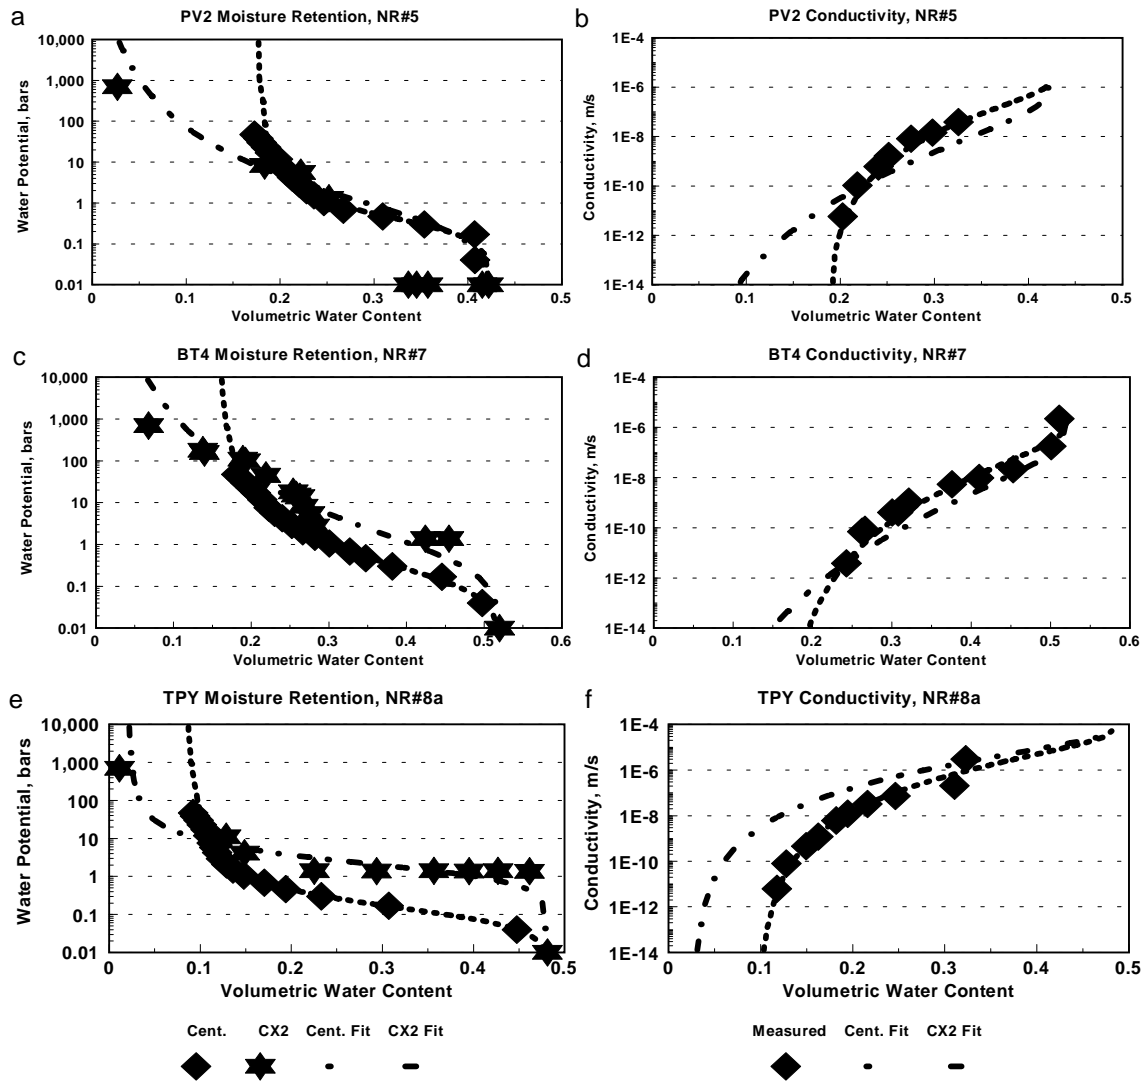 a
PV2 Moisture Retention, NR#5
10,000
1,000
100
10
1
0.1
0.01
Water Potential, bars
0 0.1 0.2 0.3 0.4 0.5
Volumetric Water Content
b
PV2 Conductivity, NR#5
1E-4
1E-6
1E-8
1E-10
1E-12
1E-14
Conductivity, m/s
0 0.1 0.2 0.3 0.4 0.5
Volumetric Water Content
c
BT4 Moisture Retention, NR#7
10,000
1,000
100
10
1
0.1
0.01
Water Potential, bars
0 0.1 0.2 0.3 0.4 0.5 0.6
Volumetric Water Content
d
BT4 Conductivity, NR#7
1E-4
1E-6
1E-8
1E-10
1E-12
1E-14
Conductivity, m/s
0 0.1 0.2 0.3 0.4 0.5 0.6
Volumetric Water Content
e
TPY Moisture Retention, NR#8a
10,000
1,000
100
10
1
0.1
0.01
Water Potential, bars
0 0.1 0.2 0.3 0.4 0.5
Volumetric Water Content
f
TPY Conductivity, NR#8a
1E-4
1E-6
1E-8
1E-10
1E-12
1E-14
Conductivity, m/s
0 0.1 0.2 0.3 0.4 0.5
Volumetric Water Content
Cent. CX2 Cent. Fit CX2 Fit
Measured Cent. Fit CX2 Fit